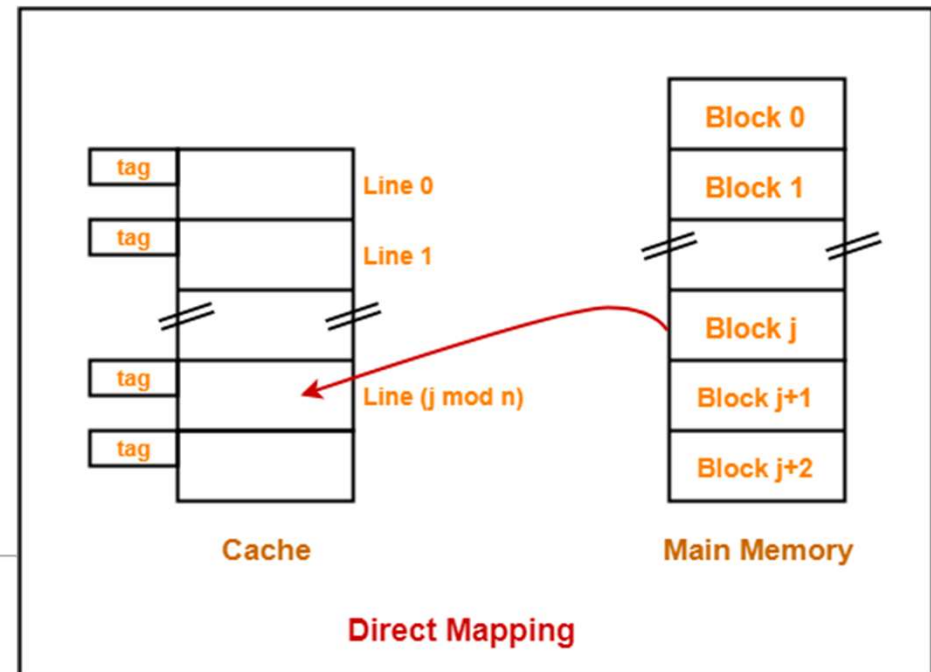 Block 0
tag
Line 0
Block 1
tag
Line 1
Block j
tag
Line (j mod n)
Block j+1
tag
Block j+2
Cache
Main Memory
Direct Mapping